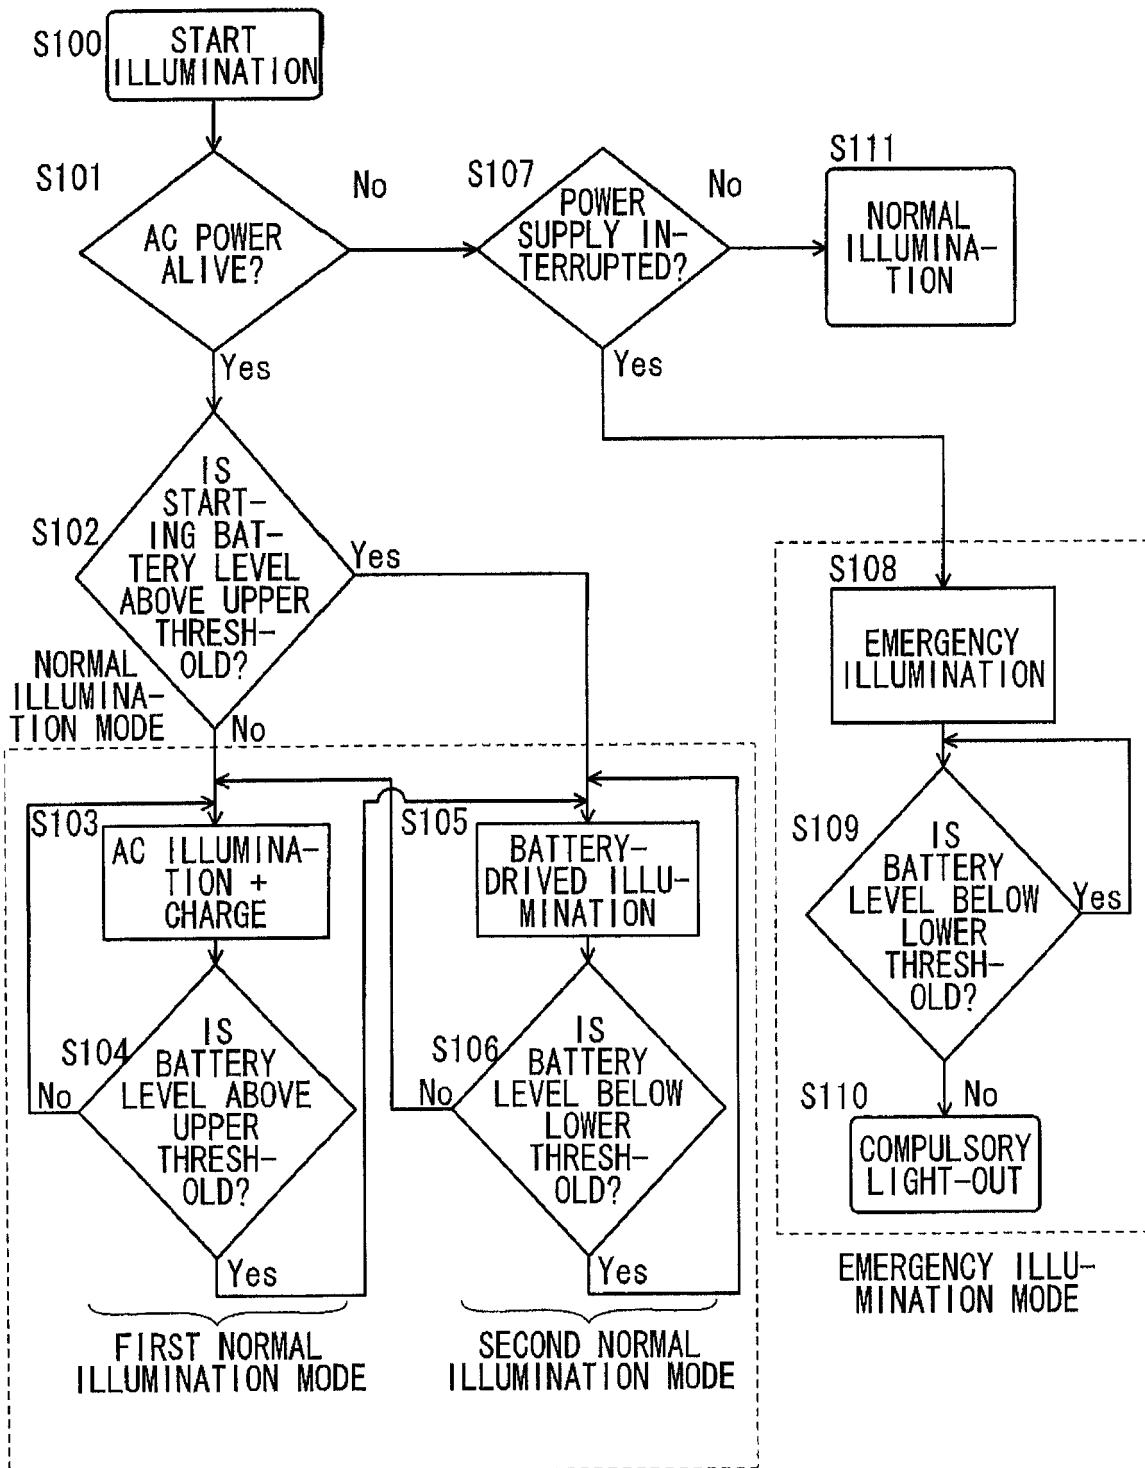 S100
START
ILLUMINATION
S101
AC POWER
ALIVE?
No
Yes
S107
POWER
SUPPLY IN-
TERRUPTED?
No
Yes
S111
NORMAL
ILLUMINA-
TION
S102
IS
START-
ING BAT-
TERY LEVEL
ABOVE UPPER
THRESH-
OLD?
Yes
No
NORMAL
ILLUMINA-
TION MODE
S103
AC ILLUMINA-
TION +
CHARGE
S104
IS
BATTERY
LEVEL ABOVE
UPPER
THRESH-
OLD?
No
Yes
FIRST NORMAL
ILLUMINATION MODE
S105
BATTERY-
DRIVED ILLU-
MINATION
S106
IS
BATTERY
LEVEL BELOW
LOWER
THRESH-
OLD?
No
Yes
SECOND NORMAL
ILLUMINATION MODE
S108
EMERGENCY
ILLUMINATION
S109
IS
BATTERY
LEVEL BELOW
LOWER
THRESH-
OLD?
Yes
No
S110
COMPULSORY
LIGHT-OUT
EMERGENCY ILLU-
MINATION MODE